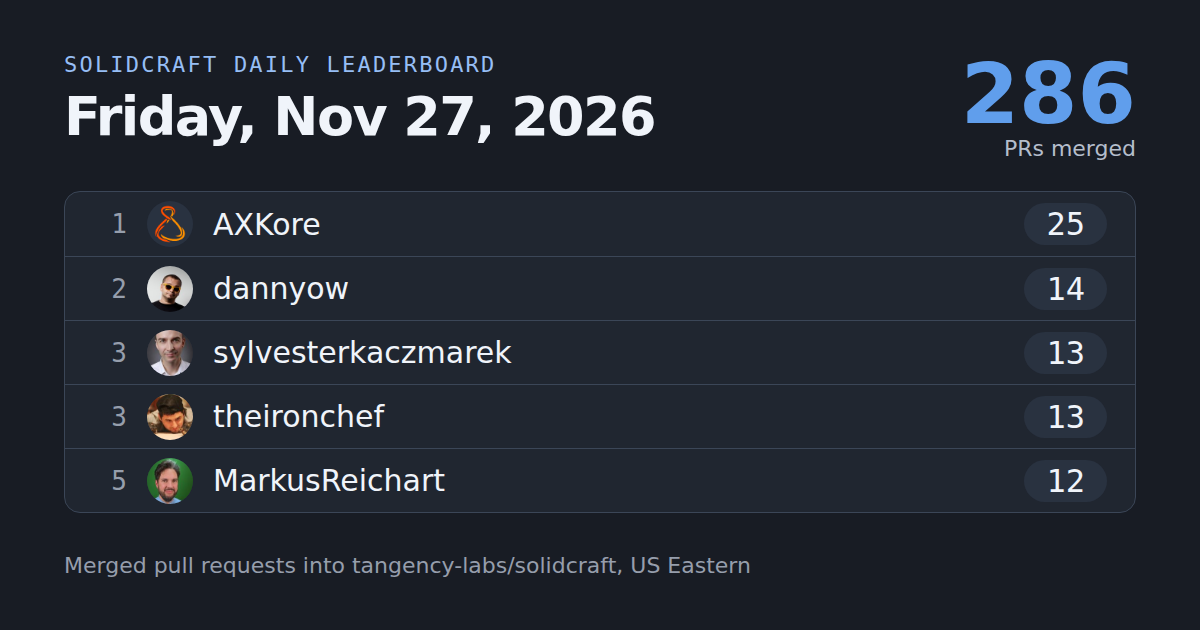 SOLIDCRAFT DAILY LEADERBOARD
Friday, Nov 27, 2026
286
PRs merged
1 AXKore 25
2 dannyow 14
3 sylvesterkaczmarek 13
3 theironchef 13
5 MarkusReichart 12
Merged pull requests into tangency-labs/solidcraft, US Eastern